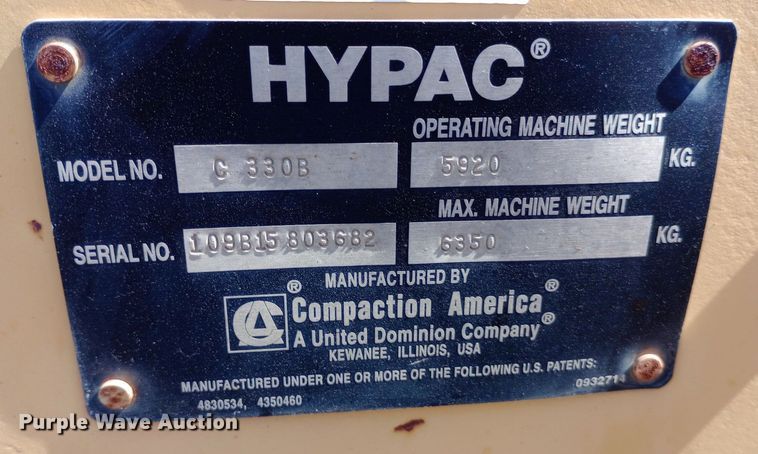 HYPAC®
OPERATING MACHINE WEIGHT
MODEL NO. C 330B 5920 KG.
MAX. MACHINE WEIGHT
SERIAL NO. 109B15803682 6350 KG.
MANUFACTURED BY
CA® Compaction America®
A United Dominion Company®
KEWANEE, ILLINOIS, USA
MANUFACTURED UNDER ONE OR MORE OF THE FOLLOWING U.S. PATENTS:
4830534, 4350460
Purple Wave Auction